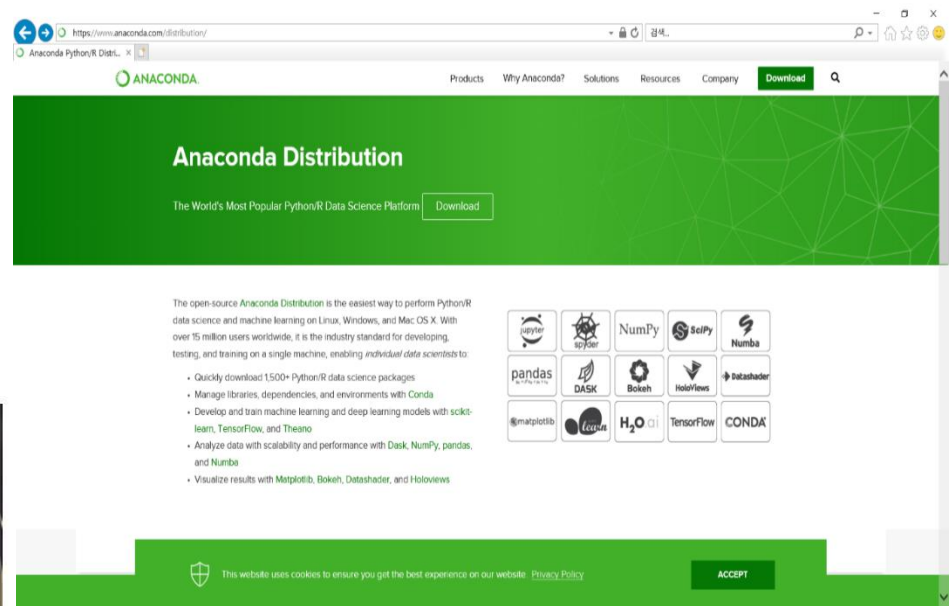 https://www.anaconda.com/distribution/
검색...
Anaconda Python/R Distri...
ANACONDA.
Products Why Anaconda? Solutions Resources Company Download
Anaconda Distribution
The World's Most Popular Python/R Data Science Platform Download
The open-source Anaconda Distribution is the easiest way to perform Python/R
data science and machine learning on Linux, Windows, and Mac OS X. With
over 15 million users worldwide, it is the industry standard for developing,
testing, and training on a single machine, enabling individual data scientists to:
• Quickly download 1,500+ Python/R data science packages
• Manage libraries, dependencies, and environments with Conda
• Develop and train machine learning and deep learning models with scikit-
learn, TensorFlow, and Theano
• Analyze data with scalability and performance with Dask, NumPy, pandas,
and Numba
• Visualize results with Matplotlib, Bokeh, Datashader, and Holoviews
jupyter spyder NumPy SciPy Numba
pandas DASK Bokeh HoloViews Datashader
matplotlib learn H2O.ai TensorFlow CONDA
This website uses cookies to ensure you get the best experience on our website. Privacy Policy
ACCEPT